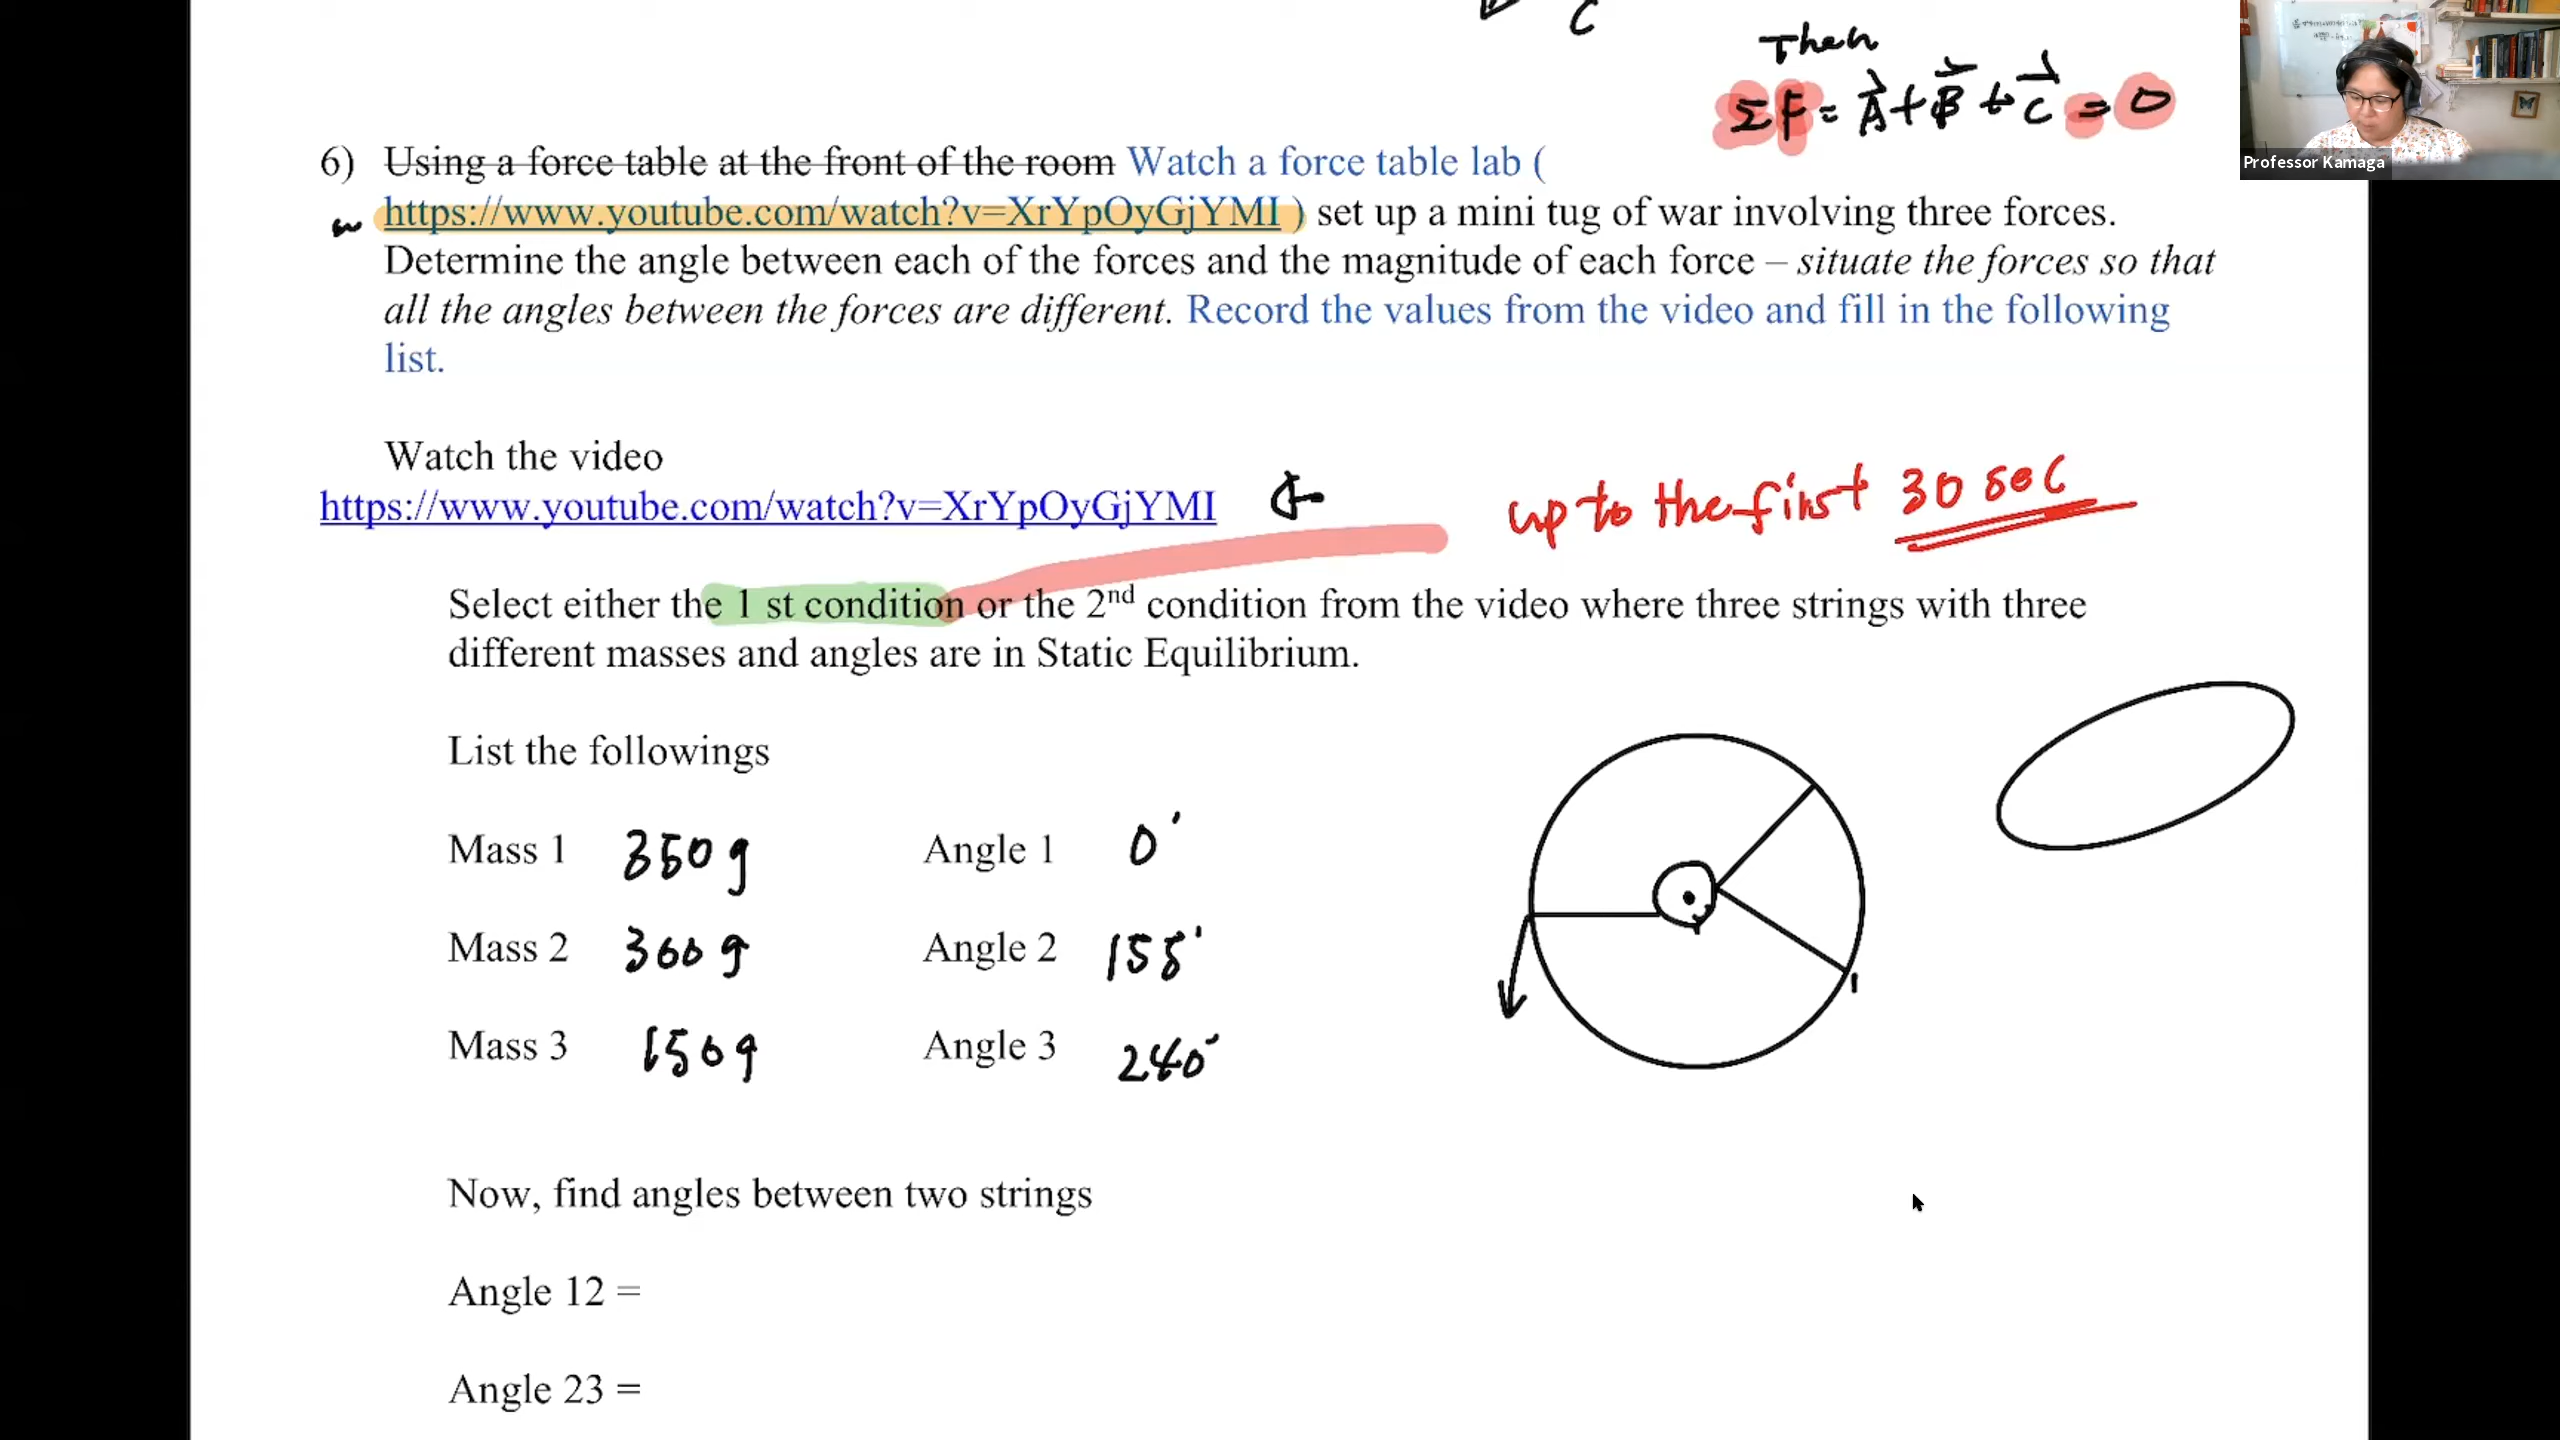 C
Then
ΣF = A + B + C = 0
Professor Kamaga
6) Using a force table at the front of the room Watch a force table lab (
https://www.youtube.com/watch?v=XrYpOyGjYMI ) set up a mini tug of war involving three forces.
Determine the angle between each of the forces and the magnitude of each force – situate the forces so that
all the angles between the forces are different. Record the values from the video and fill in the following
list.
Watch the video
https://www.youtube.com/watch?v=XrYpOyGjYMI
up to the first 30 sec
Select either the 1 st condition or the 2nd condition from the video where three strings with three
different masses and angles are in Static Equilibrium.
List the followings
Mass 1 350 g Angle 1 0°
Mass 2 300 g Angle 2 155°
Mass 3 150 g Angle 3 240°
Now, find angles between two strings
Angle 12 =
Angle 23 =